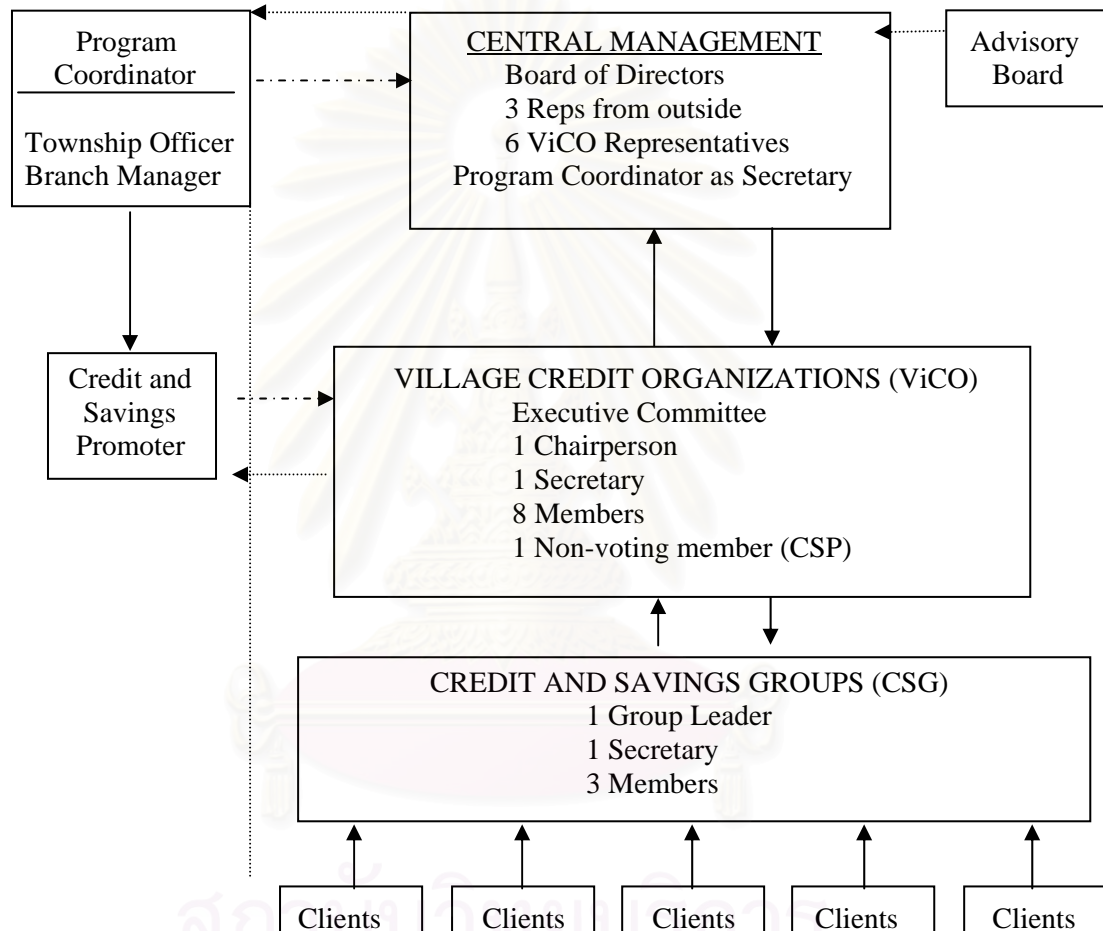 Program
Coordinator
Township Officer
Branch Manager
CENTRAL MANAGEMENT
Board of Directors
3 Reps from outside
6 ViCO Representatives
Program Coordinator as Secretary
Advisory
Board
Credit and
Savings
Promoter
VILLAGE CREDIT ORGANIZATIONS (ViCO)
Executive Committee
1 Chairperson
1 Secretary
8 Members
1 Non-voting member (CSP)
CREDIT AND SAVINGS GROUPS (CSG)
1 Group Leader
1 Secretary
3 Members
Clients
Clients
Clients
Clients
Clients